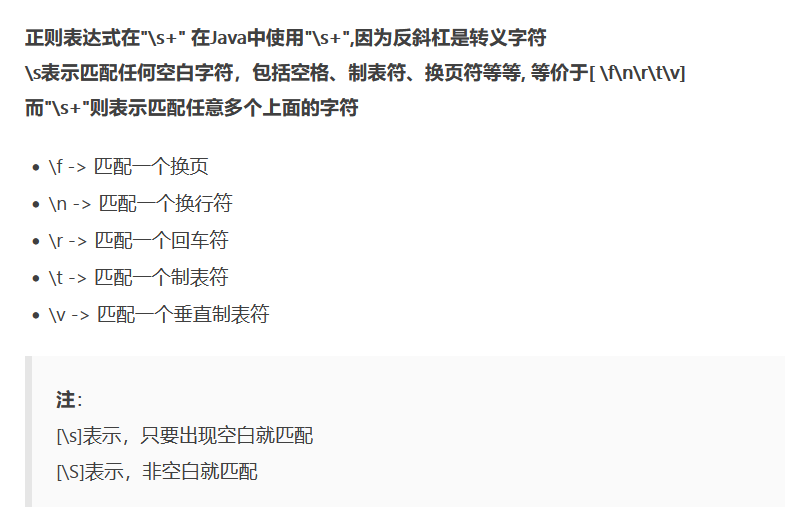 正则表达式在"\s+" 在Java中使用"\s+",因为反斜杠是转义字符
\s表示匹配任何空白字符，包括空格、制表符、换页符等等, 等价于[ \f\n\r\t\v]
而"\s+"则表示匹配任意多个上面的字符
• \f -> 匹配一个换页
• \n -> 匹配一个换行符
• \r -> 匹配一个回车符
• \t -> 匹配一个制表符
• \v -> 匹配一个垂直制表符
注：
[\s]表示，只要出现空白就匹配
[\S]表示，非空白就匹配